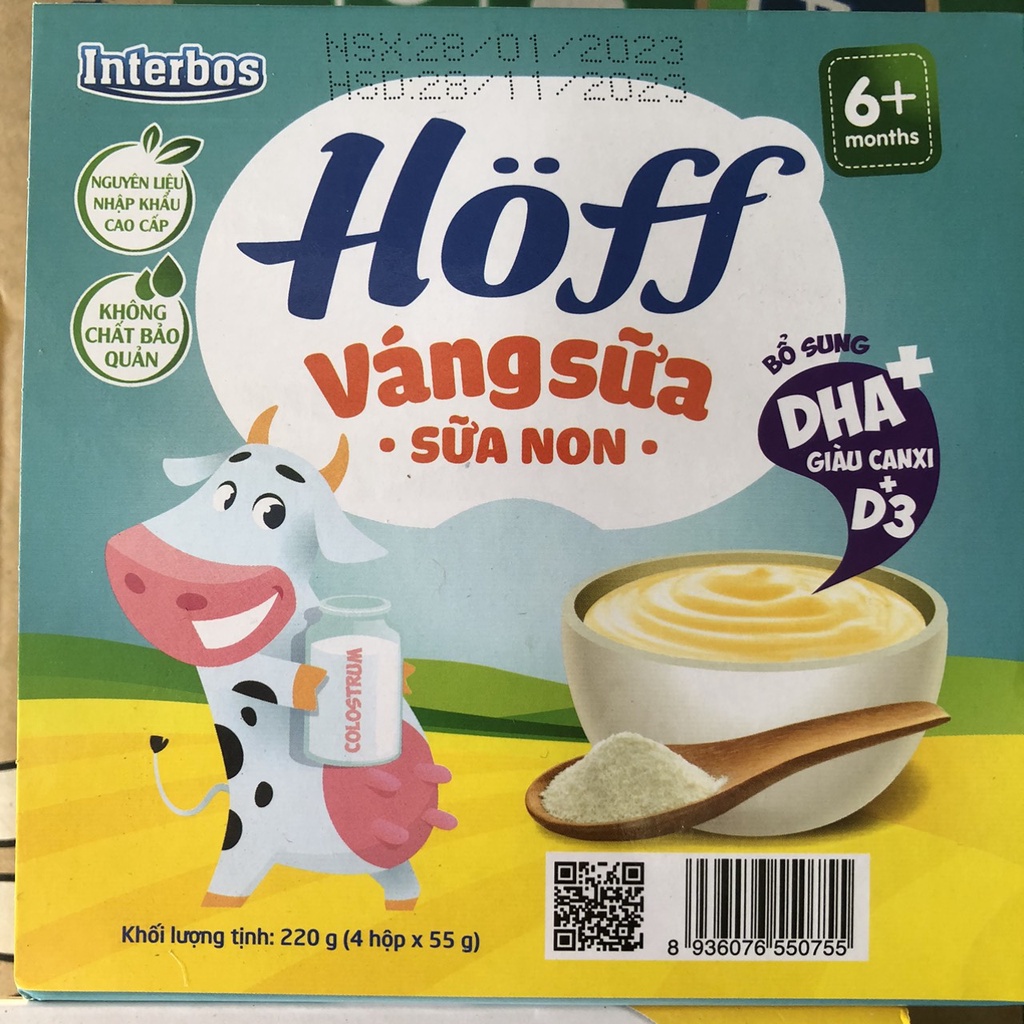 Interbos
NSX:28/01/2023
HSD:28/11/2023
6+
months
NGUYÊN LIỆU
NHẬP KHẨU
CAO CẤP
KHÔNG
CHẤT BẢO
QUẢN
Höff
Váng sữa
• SỮA NON •
BỔ SUNG
DHA+
GIÀU CANXI
+
D3
COLOSTRUM
Khối lượng tịnh: 220 g (4 hộp x 55 g)
8 936076 550755